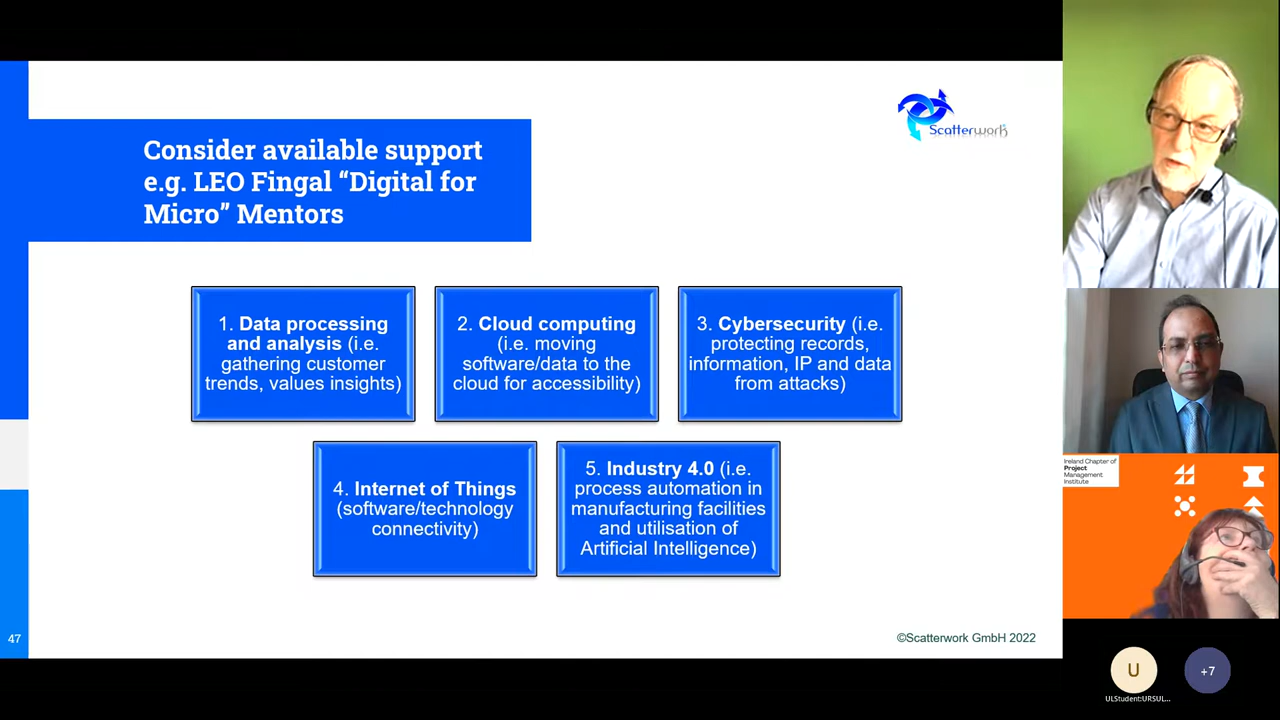 Consider available support
e.g. LEO Fingal “Digital for
Micro” Mentors
Scatterwork
1. Data processing
and analysis (i.e.
gathering customer
trends, values insights)
2. Cloud computing
(i.e. moving
software/data to the
cloud for accessibility)
3. Cybersecurity (i.e.
protecting records,
information, IP and data
from attacks)
4. Internet of Things
(software/technology
connectivity)
5. Industry 4.0 (i.e.
process automation in
manufacturing facilities
and utilisation of
Artificial Intelligence)
47
©Scatterwork GmbH 2022
Ireland Chapter of
Project
Management
Institute
U
+7
ULStudent:URSUL...